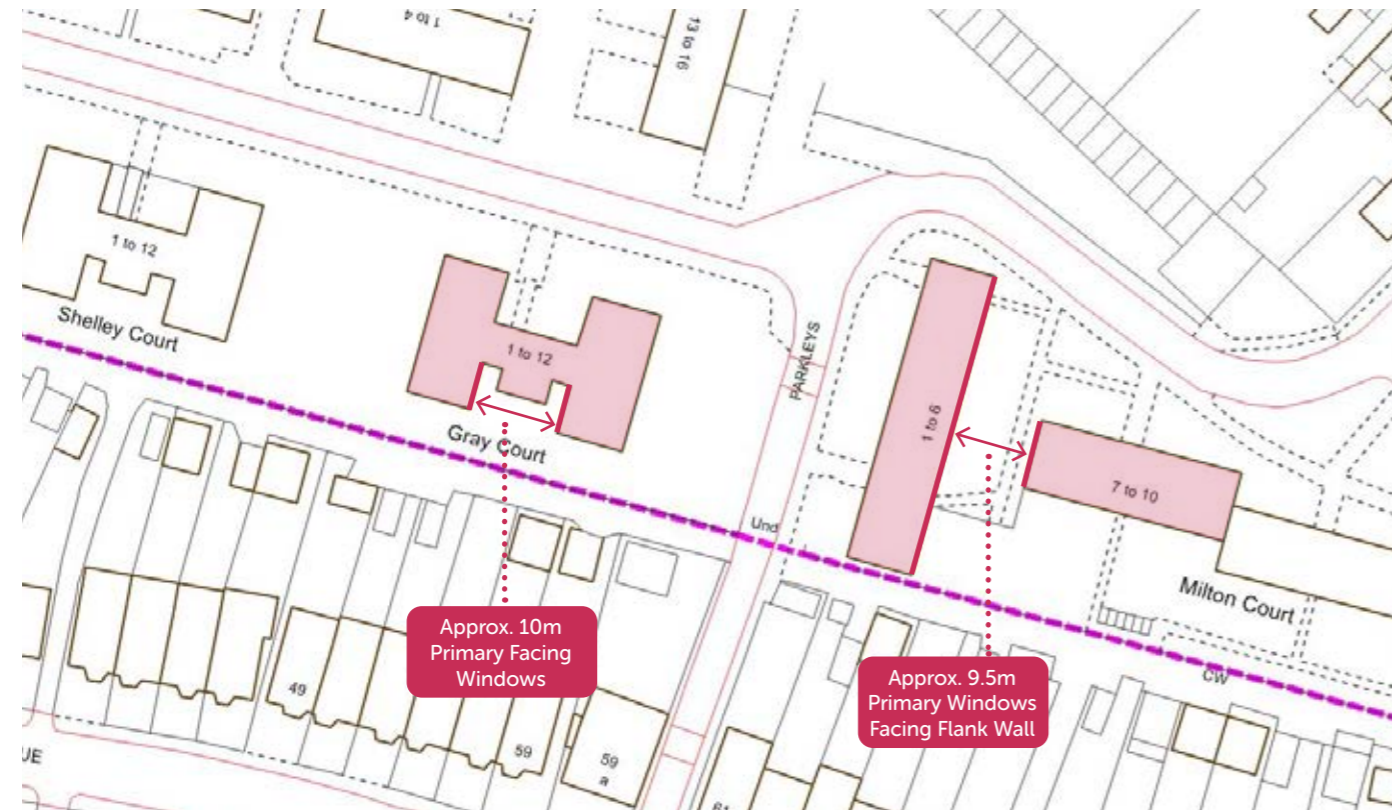 1 to 4
13 to 16
1 to 12
Shelley Court
1 to 12
Gray Court
PARKLEYS
1 to 6
7 to 10
Und
Milton Court
CW
Approx. 10m
Primary Facing
Windows
Approx. 9.5m
Primary Windows
Facing Flank Wall
49
59
59
a
61
UE